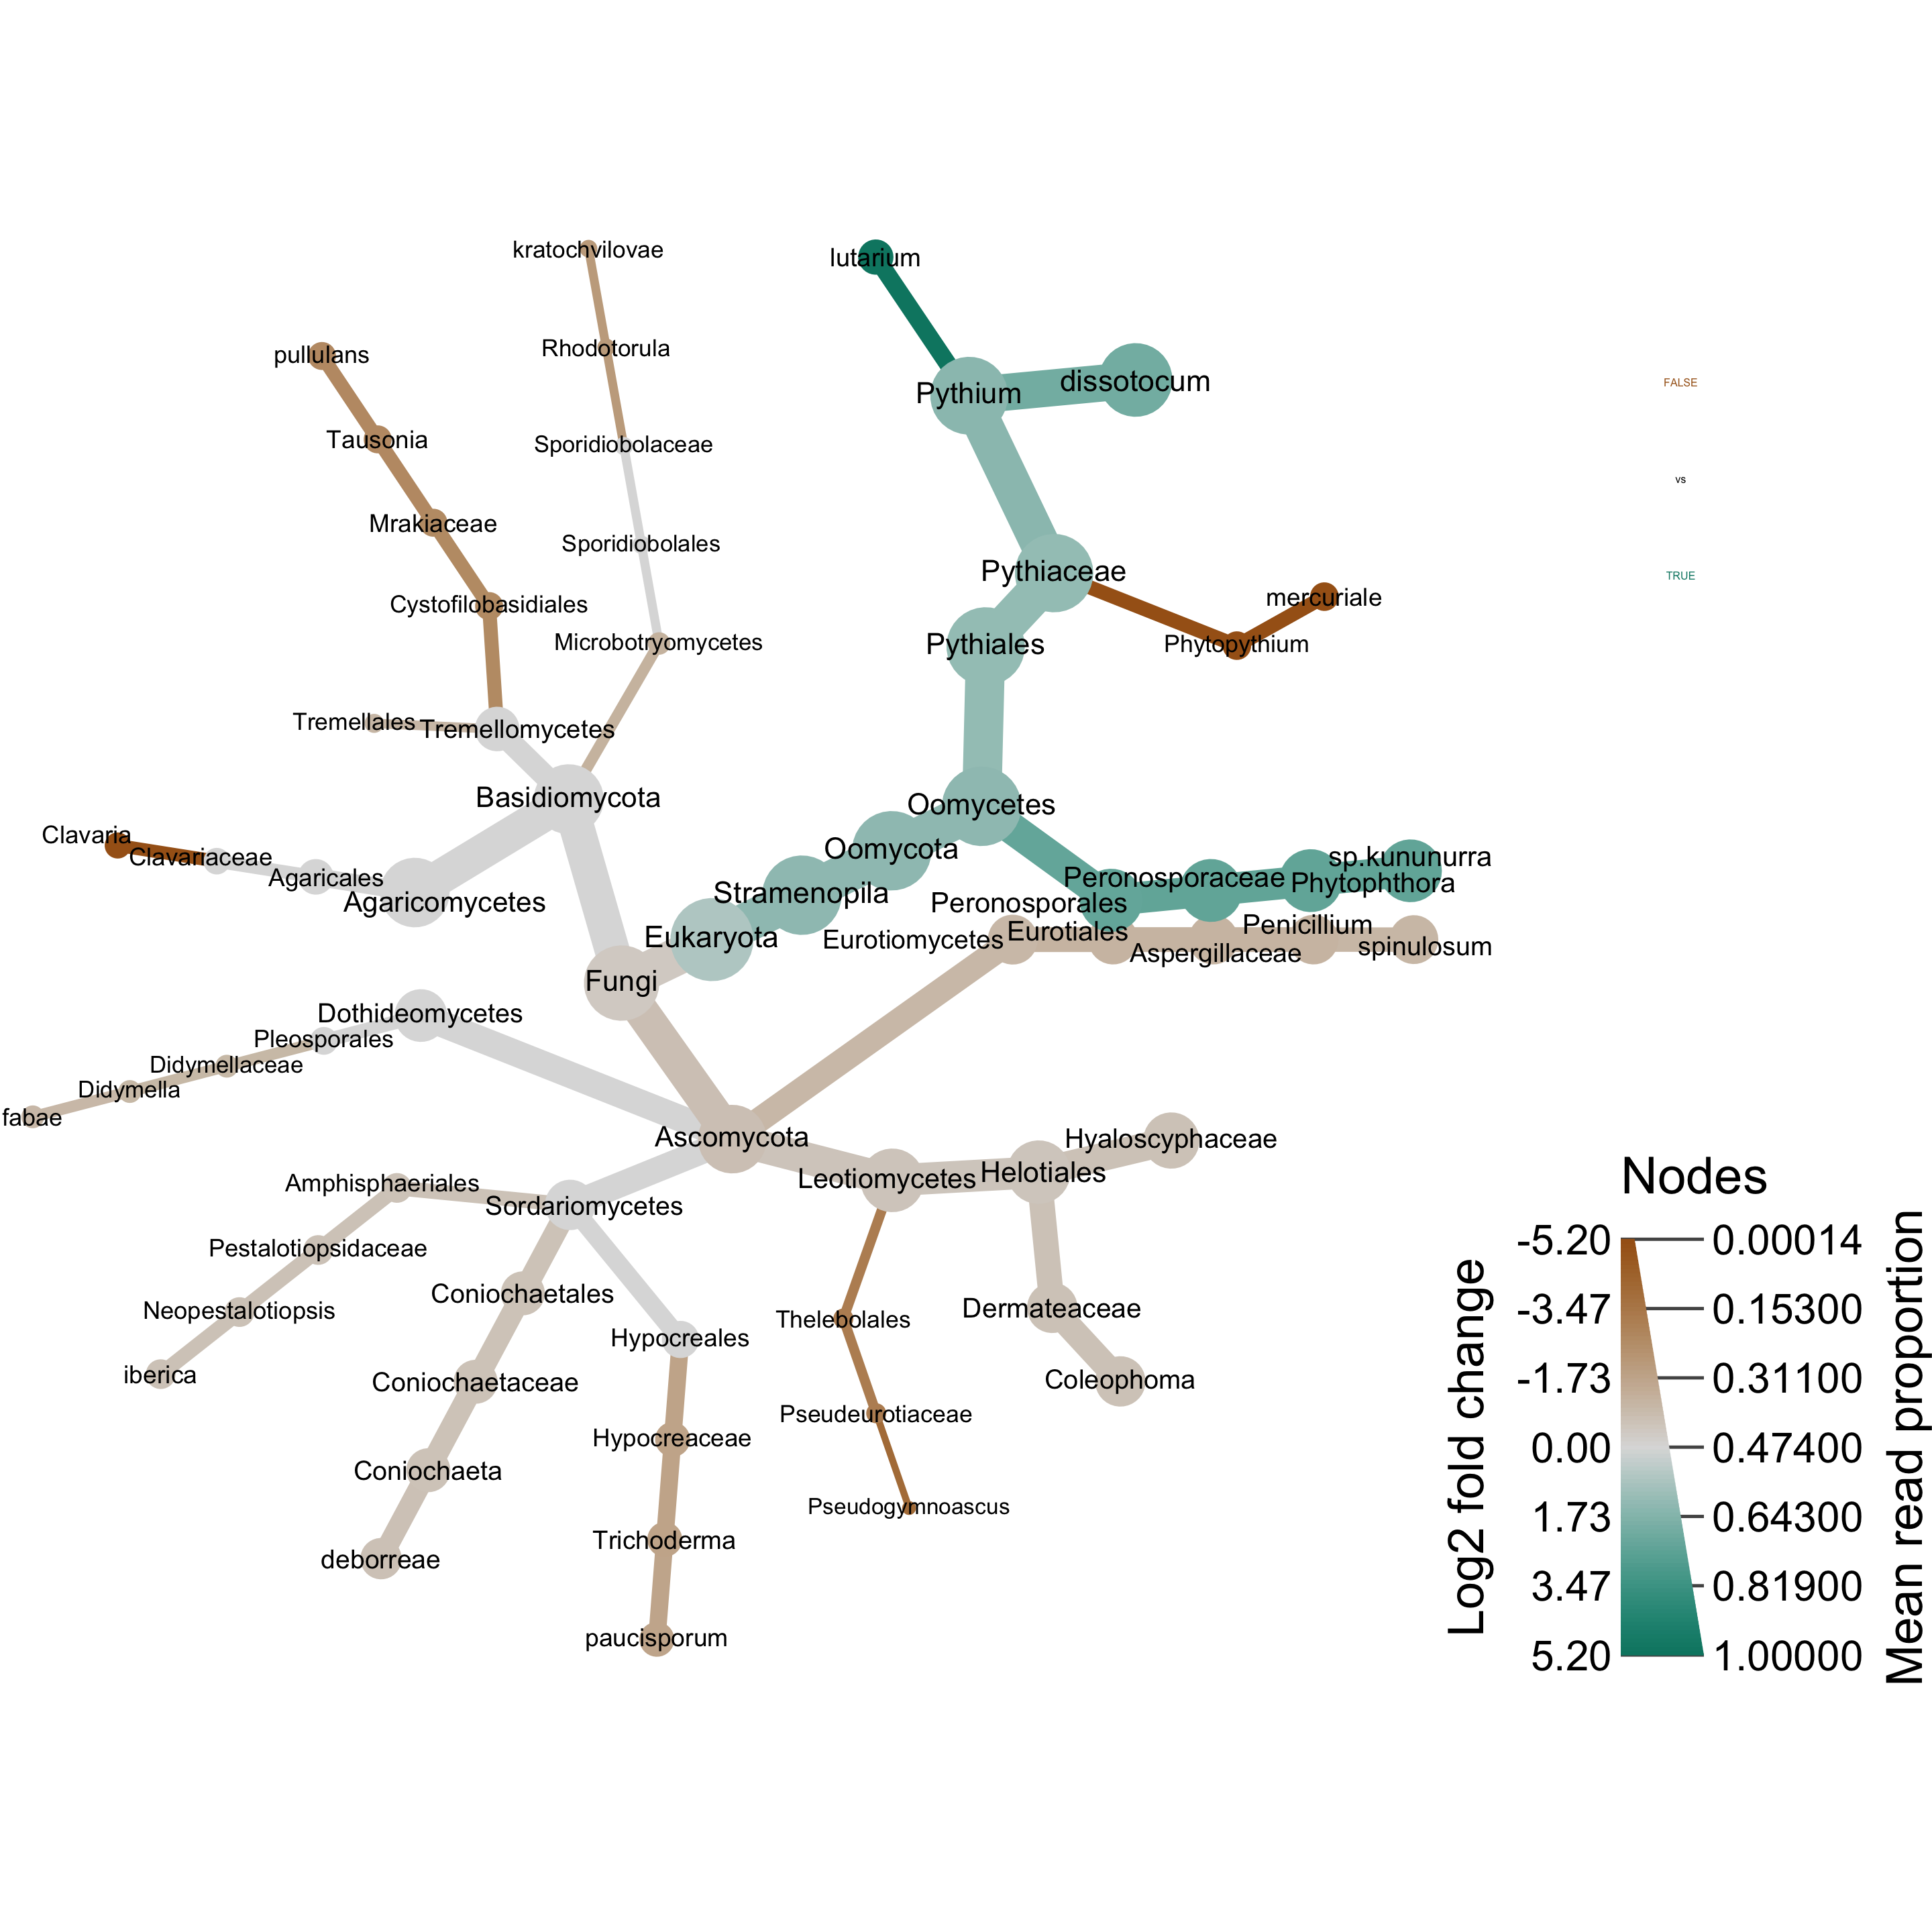 kratochvilovae
lutarium
Rhodotorula
pullulans
dissotocum
FALSE
Pythium
Tausonia
Sporidiobolaceae
vs
Mrakiaceae
Sporidiobolales
Pythiaceae
TRUE
mercuriale
Cystofilobasidiales
Microbotryomycetes
Pythiales
Phytopythium
Tremellales
Tremellomycetes
Basidiomycota
Oomycetes
Clavaria
Clavariaceae
Oomycota
sp.kununurra
Agaricales
Peronosporaceae
Phytophthora
Stramenopila
Agaricomycetes
Peronosporales
Penicillium
Eukaryota
Eurotiomycetes
Eurotiales
Aspergillaceae
spinulosum
Fungi
Dothideomycetes
Pleosporales
Didymellaceae
Didymella
fabae
Ascomycota
Hyaloscyphaceae
Leotiomycetes
Helotiales
Amphisphaeriales
Sordariomycetes
Pestalotiopsidaceae
Coniochaetales
Neopestalotiopsis
Dermateaceae
Thelebolales
Hypocreales
iberica
Coniochaetaceae
Coleophoma
Pseudeurotiaceae
Hypocreaceae
Coniochaeta
Pseudogymnoascus
Trichoderma
deborreae
paucisporum
Nodes
Log2 fold change
Mean read proportion
-5.20 0.00014
-3.47 0.15300
-1.73 0.31100
0.00 0.47400
1.73 0.64300
3.47 0.81900
5.20 1.00000